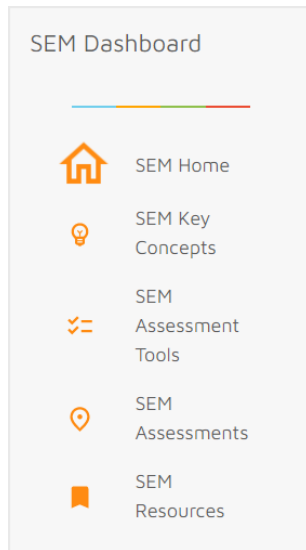 SEM Dashboard
SEM Home
SEM Key
Concepts
SEM
Assessment
Tools
SEM
Assessments
SEM
Resources